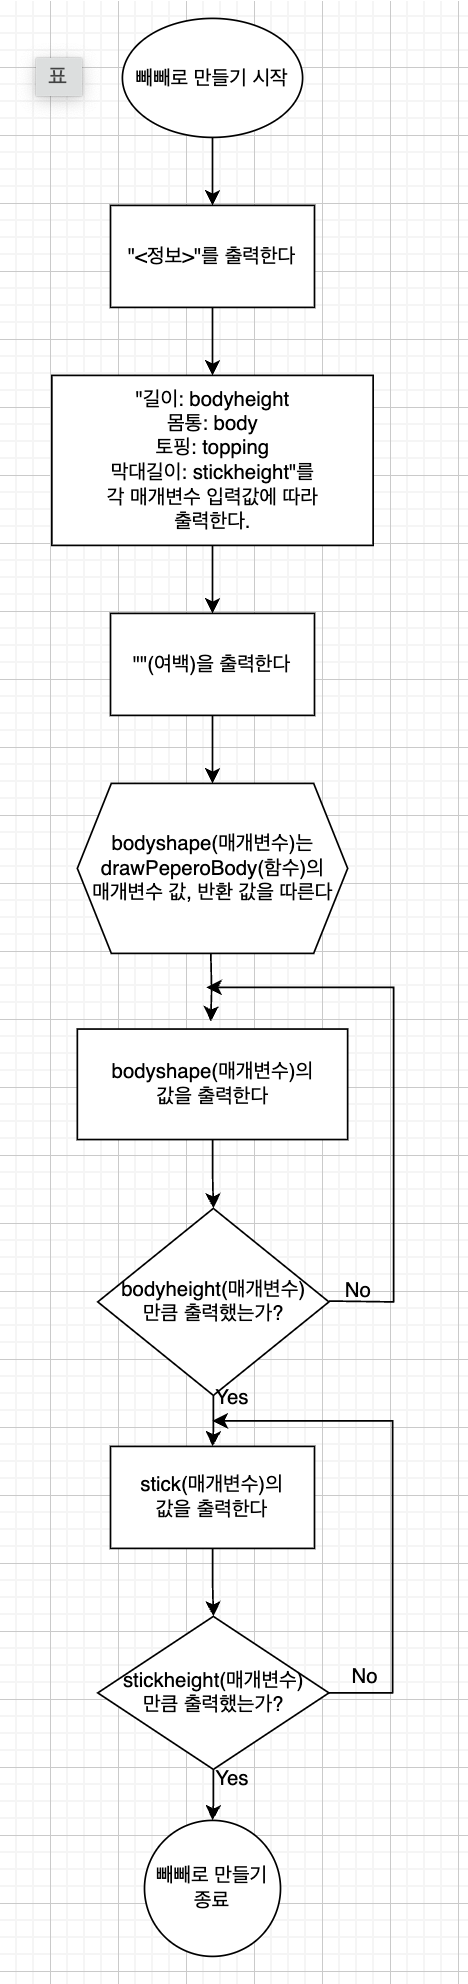 표
빼빼로 만들기 시작
"<정보>"를 출력한다
"길이: bodyheight
몸통: body
토핑: topping
막대길이: stickheight"를
각 매개변수 입력값에 따라
출력한다.
""(여백)을 출력한다
bodyshape(매개변수)는
drawPeperoBody(함수)의
매개변수 값, 반환 값을 따른다
bodyshape(매개변수)의
값을 출력한다
bodyheight(매개변수)
만큼 출력했는가?
No
Yes
stick(매개변수)의
값을 출력한다
stickheight(매개변수)
만큼 출력했는가?
No
Yes
빼빼로 만들기
종료